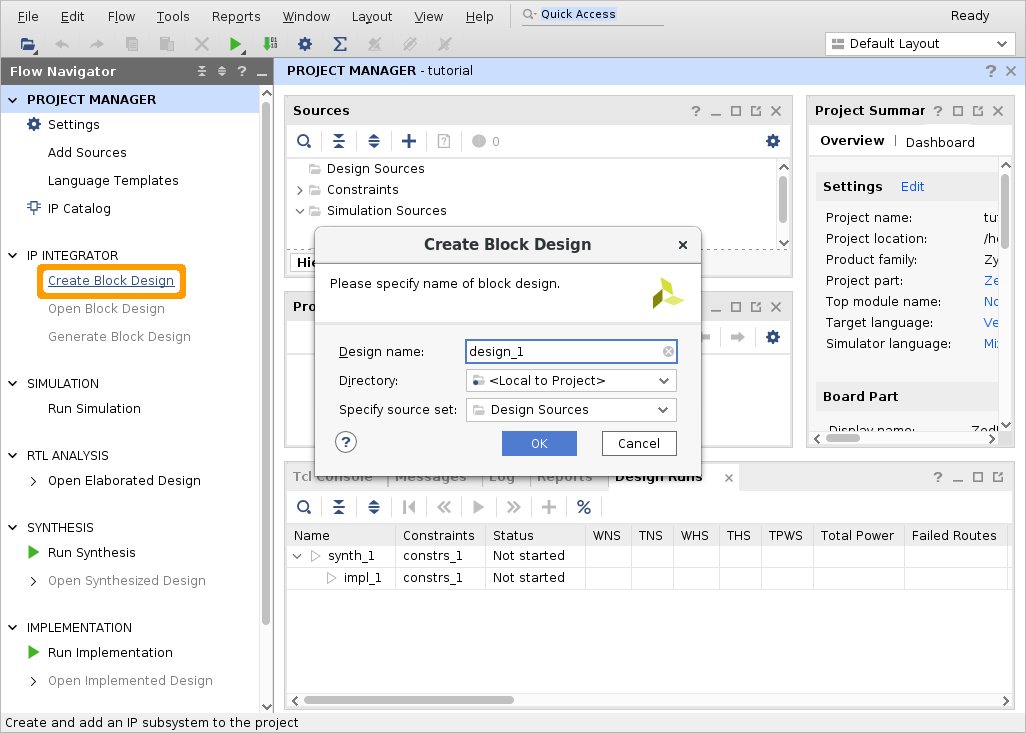 File Edit Flow Tools Reports Window Layout View Help Quick Access Ready
Default Layout
Flow Navigator
PROJECT MANAGER - tutorial
PROJECT MANAGER
Settings
Add Sources
Language Templates
IP Catalog
IP INTEGRATOR
Create Block Design
Open Block Design
Generate Block Design
SIMULATION
Run Simulation
RTL ANALYSIS
Open Elaborated Design
SYNTHESIS
Run Synthesis
Open Synthesized Design
IMPLEMENTATION
Run Implementation
Open Implemented Design
Sources
0
Design Sources
Constraints
Simulation Sources
Hie
Pro
Project Summar
Overview Dashboard
Settings Edit
Project name: tut
Project location: /ho
Product family: Zy
Project part: Ze
Top module name: No
Target language: Ve
Simulator language: Mi
Board Part
Display name: Zed
Create Block Design
Please specify name of block design.
Design name: design_1
Directory: <Local to Project>
Specify source set: Design Sources
? OK Cancel
Tcl Console Messages Log Reports Design Runs
Name Constraints Status WNS TNS WHS THS TPWS Total Power Failed Routes
synth_1 constrs_1 Not started
impl_1 constrs_1 Not started
Create and add an IP subsystem to the project